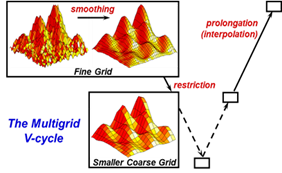 smoothing
prolongation
(interpolation)
Fine Grid
restriction
The Multigrid
V-cycle
Smaller Coarse Grid